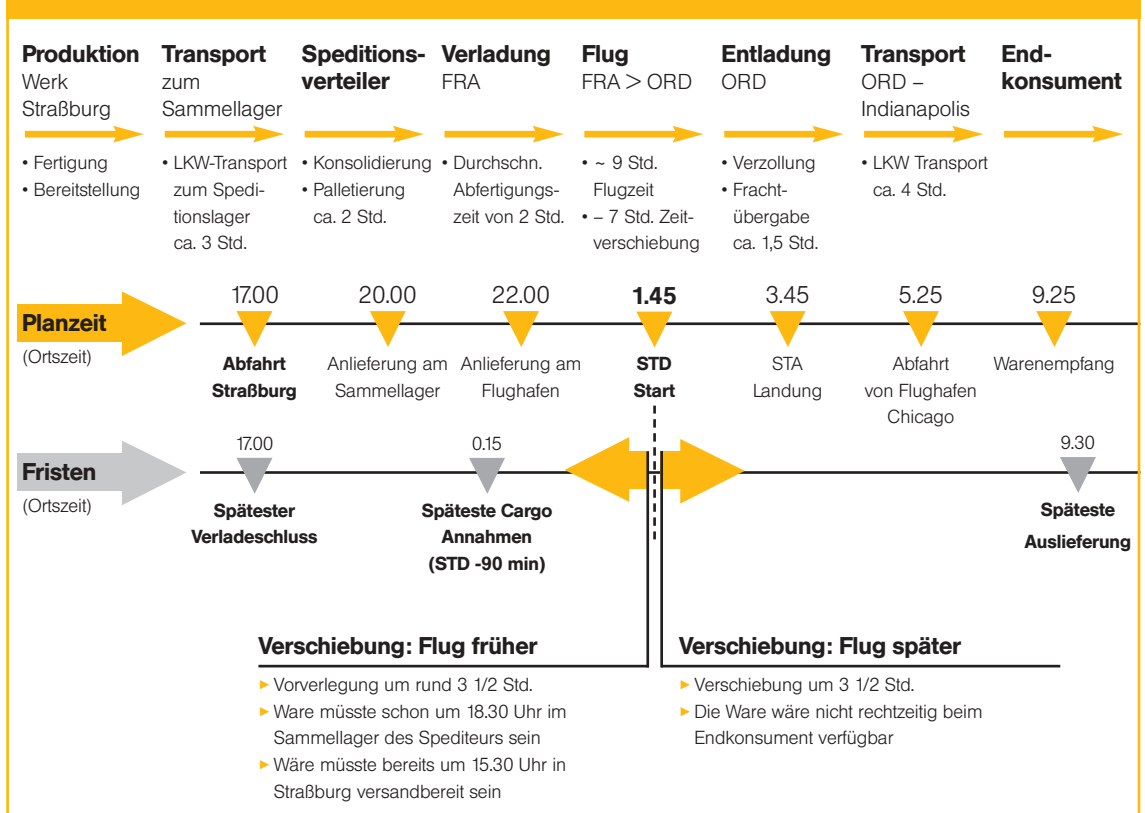 Produktion
Werk
Straßburg
• Fertigung
• Bereitstellung
Transport
zum
Sammellager
• LKW-Transport
zum Spedi-
tionslager
ca. 3 Std.
Speditions-
verteiler
• Konsolidierung
• Palletierung
ca. 2 Std.
Verladung
FRA
• Durchschn.
Abfertigungs-
zeit von 2 Std.
Flug
FRA > ORD
• ~ 9 Std.
Flugzeit
• – 7 Std. Zeit-
verschiebung
Entladung
ORD
• Verzollung
• Fracht-
übergabe
ca. 1,5 Std.
Transport
ORD –
Indianapolis
• LKW Transport
ca. 4 Std.
End-
konsument
Planzeit
(Ortszeit)
17.00
Abfahrt
Straßburg
20.00
Anlieferung am
Sammellager
22.00
Anlieferung am
Flughafen
1.45
STD
Start
3.45
STA
Landung
5.25
Abfahrt
von Flughafen
Chicago
9.25
Warenempfang
Fristen
(Ortszeit)
17.00
Spätester
Verladeschluss
0.15
Späteste Cargo
Annahmen
(STD -90 min)
9.30
Späteste
Auslieferung
Verschiebung: Flug früher
► Vorverlegung um rund 3 1/2 Std.
► Ware müsste schon um 18.30 Uhr im
Sammellager des Spediteurs sein
► Wäre müsste bereits um 15.30 Uhr in
Straßburg versandbereit sein
Verschiebung: Flug später
► Verschiebung um 3 1/2 Std.
► Die Ware wäre nicht rechtzeitig beim
Endkonsument verfügbar